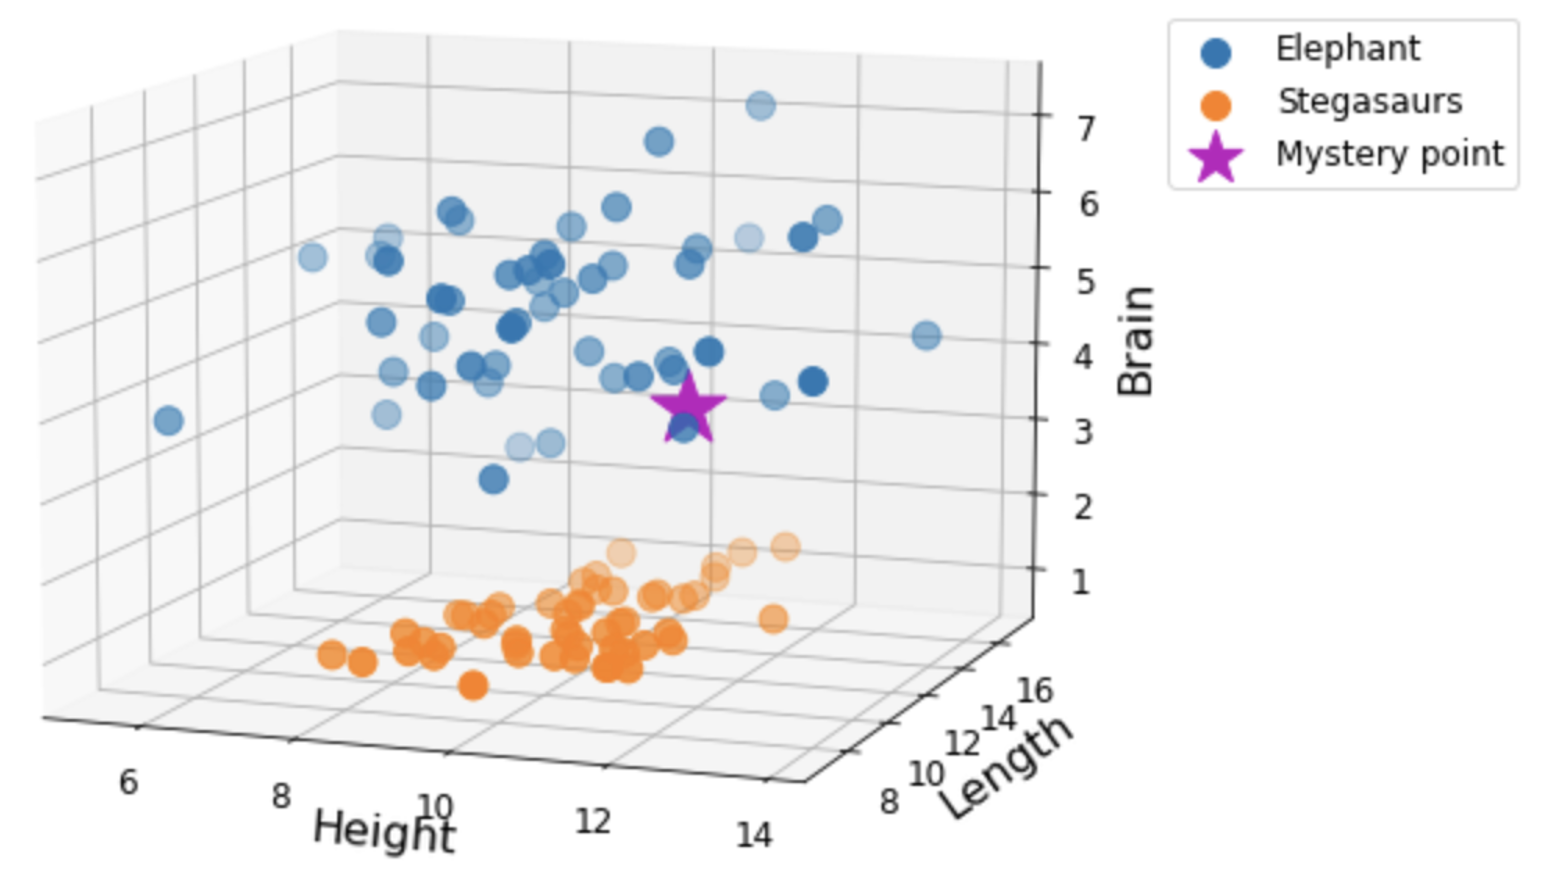 Elephant
Stegasaurs
Mystery point
7
6
5
4
3
2
1
Brain
16
14
12
10
8
Length
6
8
10
12
14
Height